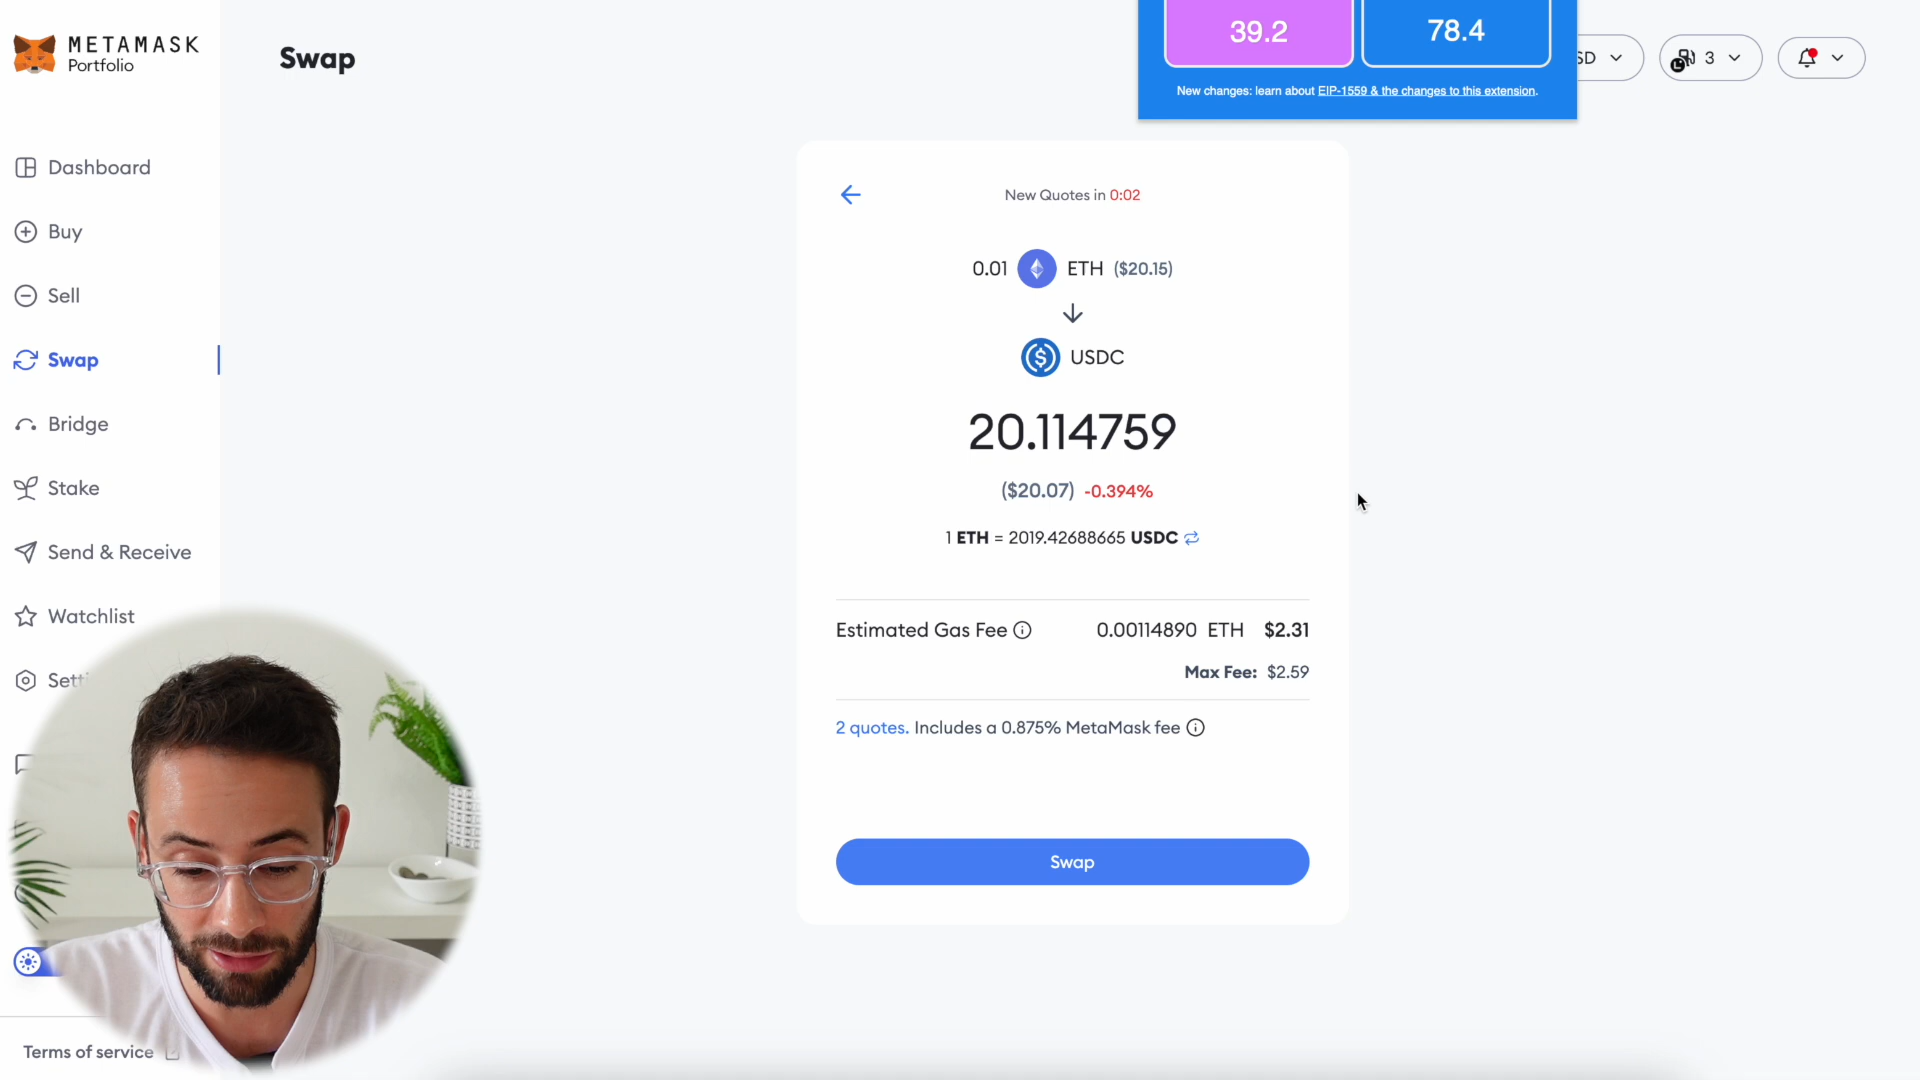 METAMASK
Portfolio
Swap
39.2
78.4
New changes: learn about EIP-1559 & the changes to this extension.
SD
3
Dashboard
Buy
Sell
Swap
Bridge
Stake
Send & Receive
Watchlist
Setti
Terms of service
New Quotes in 0:02
0.01 ETH ($20.15)
USDC
20.114759
($20.07) -0.394%
1 ETH = 2019.42688665 USDC
Estimated Gas Fee 0.00114890 ETH $2.31
Max Fee: $2.59
2 quotes. Includes a 0.875% MetaMask fee
Swap